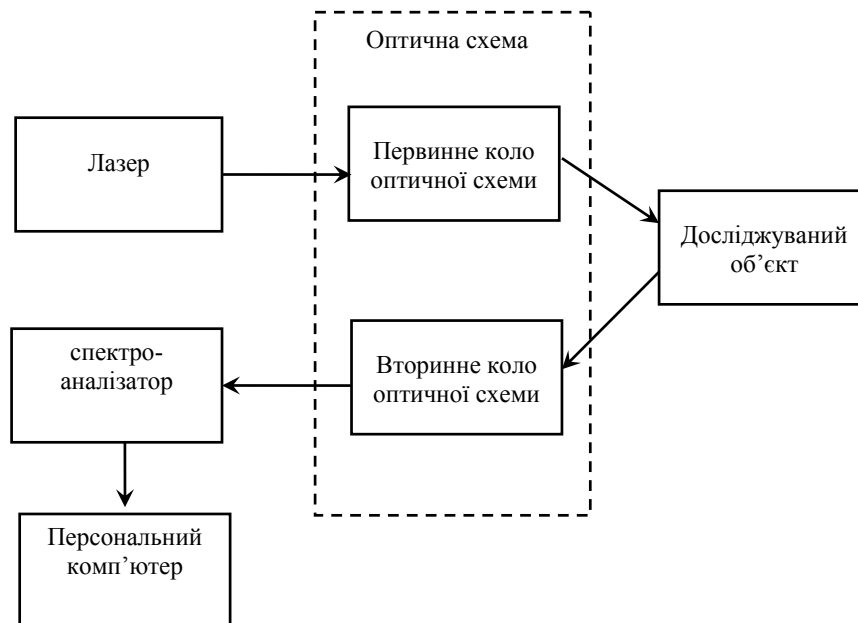 Оптична схема
Лазер
Первинне коло
оптичної схеми
Досліджуваний
об’єкт
спектро-
аналізатор
Вторинне коло
оптичної схеми
Персональний
комп’ютер